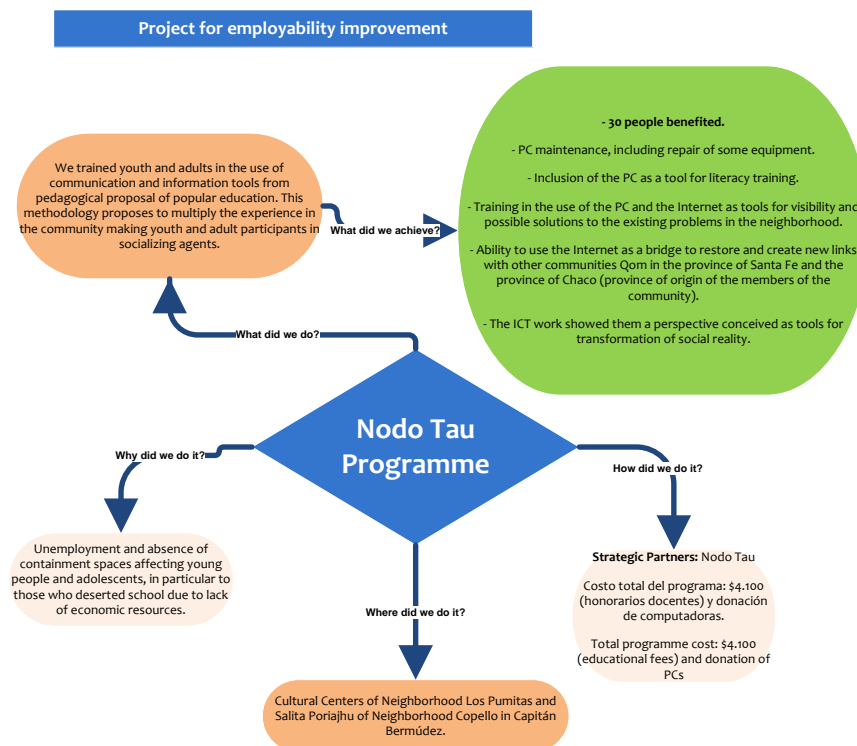 Project for employability improvement
We trained youth and adults in the use of
communication and information tools from
pedagogical proposal of popular education. This
methodology proposes to multiply the experience in
the community making youth and adult participants in
socializing agents.
What did we achieve?
- 30 people benefited.
- PC maintenance, including repair of some equipment.
- Inclusion of the PC as a tool for literacy training.
- Training in the use of the PC and the Internet as tools for visibility and
possible solutions to the existing problems in the neighborhood.
- Ability to use the Internet as a bridge to restore and create new links
with other communities Qom in the province of Santa Fe and the
province of Chaco (province of origin of the members of the
community).
- The ICT work showed them a perspective conceived as tools for
transformation of social reality.
What did we do?
Nodo Tau
Programme
Why did we do it?
Unemployment and absence of
containment spaces affecting young
people and adolescents, in particular to
those who deserted school due to lack
of economic resources.
How did we do it?
Strategic Partners: Nodo Tau
Costo total del programa: $4.100
(honorarios docentes) y donación
de computadoras.
Total programme cost: $4.100
(educational fees) and donation of
PCs
Where did we do it?
Cultural Centers of Neighborhood Los Pumitas and
Salita Poriajhu of Neighborhood Copello in Capitán
Bermúdez.